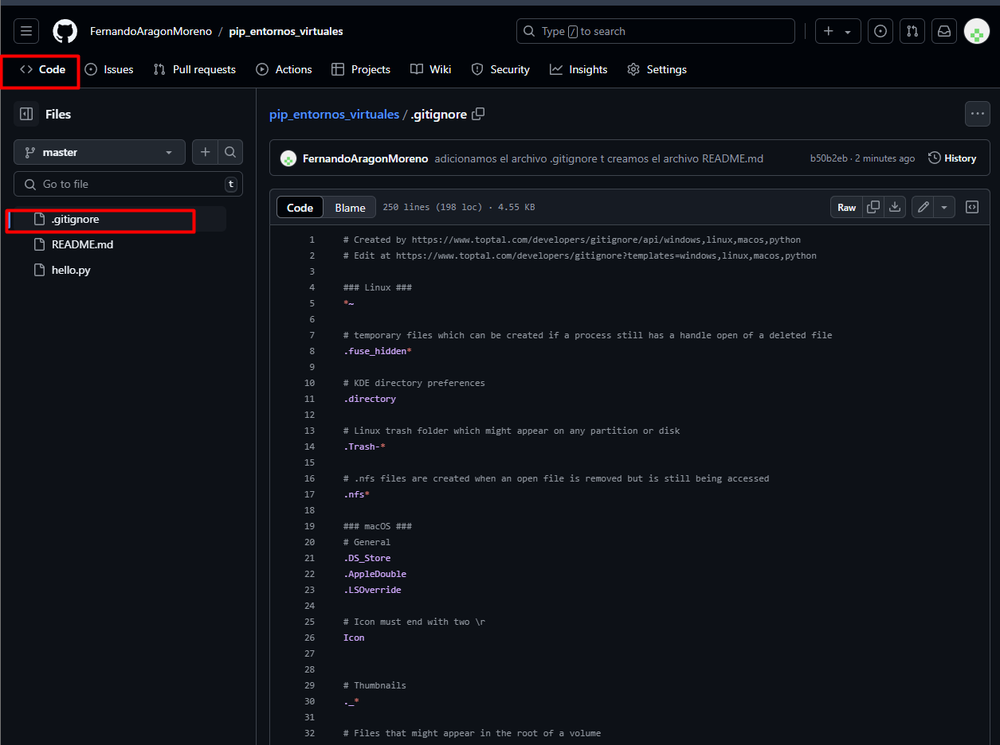 FernandoAragonMoreno / pip_entornos_virtuales
Type / to search
Code Issues Pull requests Actions Projects Wiki Security Insights Settings
Files
master
Go to file t
.gitignore
README.md
hello.py
pip_entornos_virtuales / .gitignore
FernandoAragonMoreno adicionamos el archivo .gitignore t creamos el archivo README.md b50b2eb · 2 minutes ago History
Code Blame 250 lines (198 loc) · 4.55 KB Raw
1 # Created by https://www.toptal.com/developers/gitignore/api/windows,linux,macos,python
2 # Edit at https://www.toptal.com/developers/gitignore?templates=windows,linux,macos,python
3
4 ### Linux ###
5 *~
6
7 # temporary files which can be created if a process still has a handle open of a deleted file
8 .fuse_hidden*
9
10 # KDE directory preferences
11 .directory
12
13 # Linux trash folder which might appear on any partition or disk
14 .Trash-*
15
16 # .nfs files are created when an open file is removed but is still being accessed
17 .nfs*
18
19 ### macOS ###
20 # General
21 .DS_Store
22 .AppleDouble
23 .LSOverride
24
25 # Icon must end with two \r
26 Icon
27
28
29 # Thumbnails
30 ._*
31
32 # Files that might appear in the root of a volume